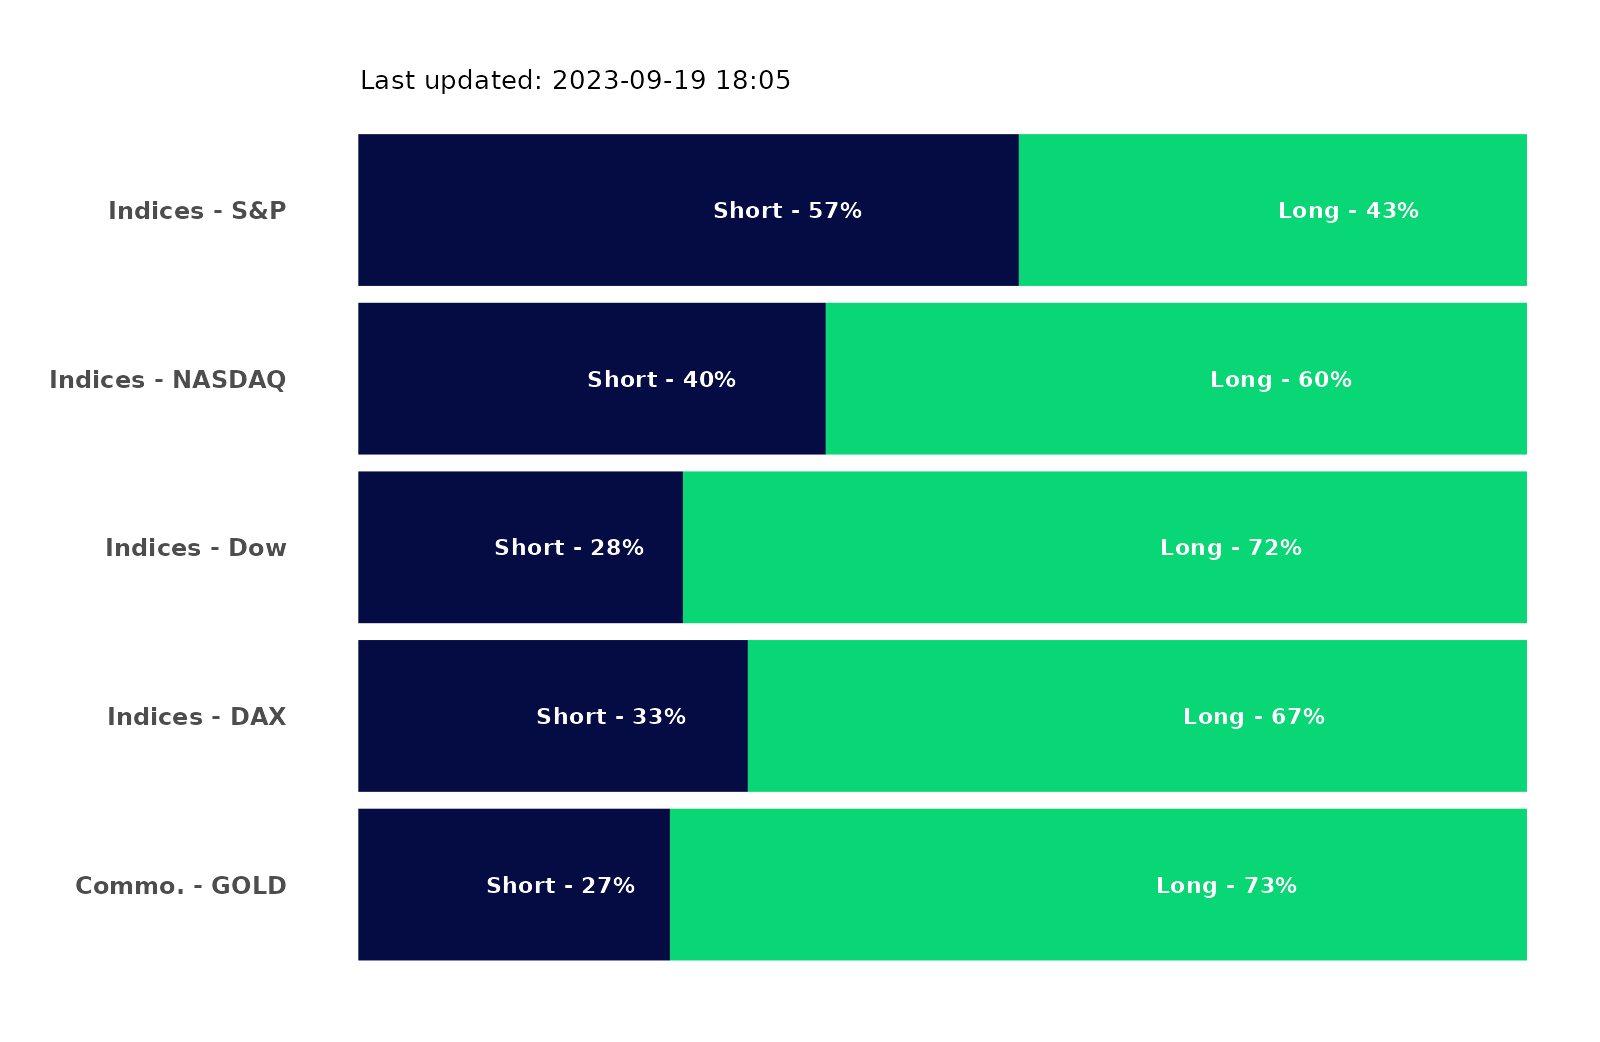 Last updated: 2023-09-19 18:05
Indices - S&P Short - 57% Long - 43%
Indices - NASDAQ Short - 40% Long - 60%
Indices - Dow Short - 28% Long - 72%
Indices - DAX Short - 33% Long - 67%
Commo. - GOLD Short - 27% Long - 73%